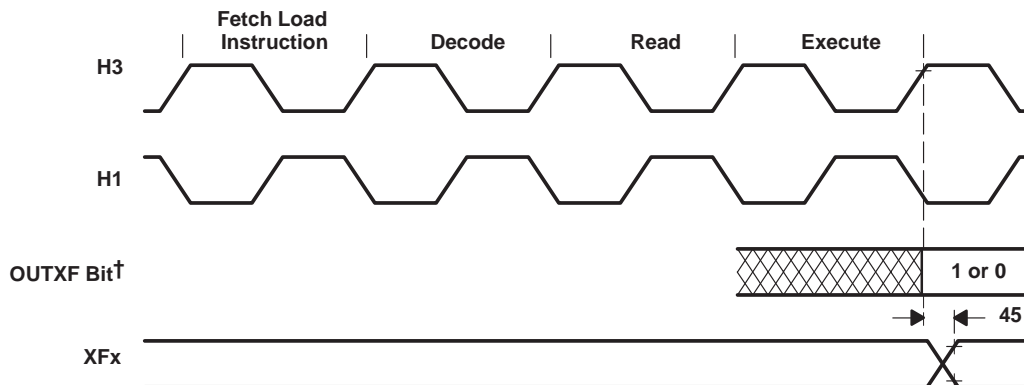 Fetch Load
Instruction
Decode
Read
Execute
H3
H1
OUTXF Bit†
1 or 0
45
XFx